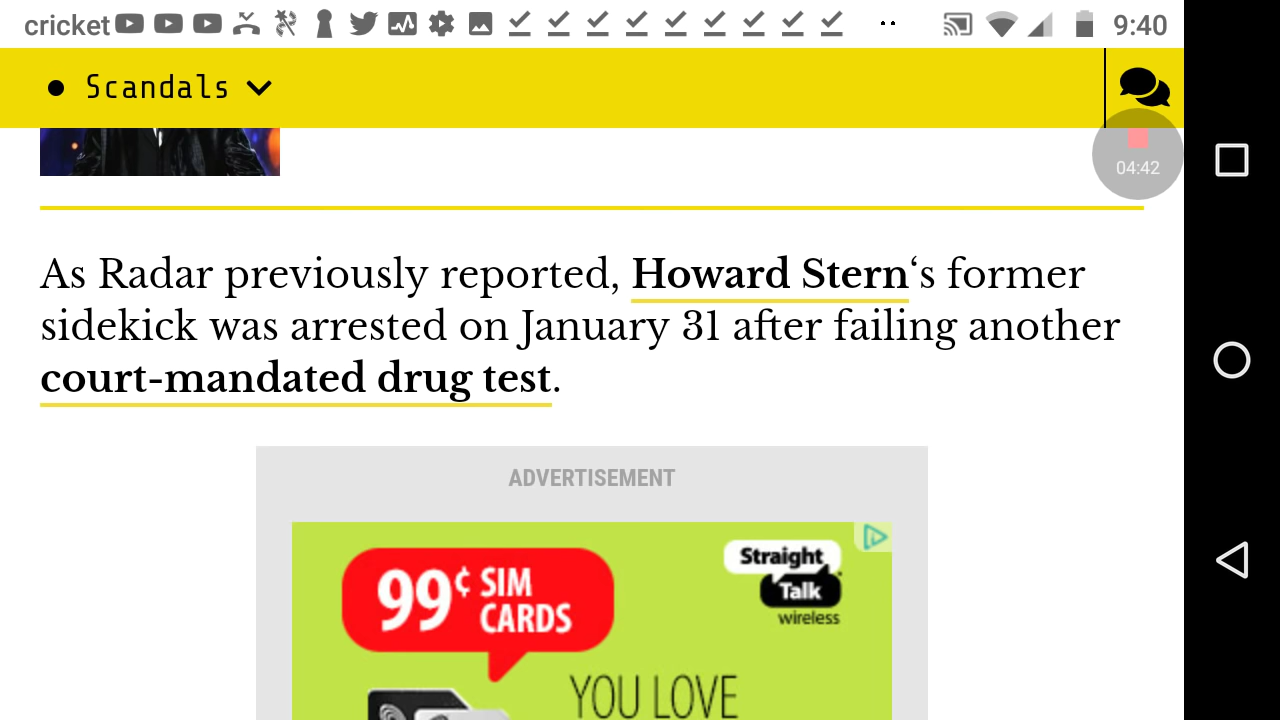 cricket 9:40
Scandals
04:42
As Radar previously reported, Howard Stern‘s former
sidekick was arrested on January 31 after failing another
court-mandated drug test.
ADVERTISEMENT
99¢ SIM CARDS
Straight
Talk
wireless
YOU LOVE